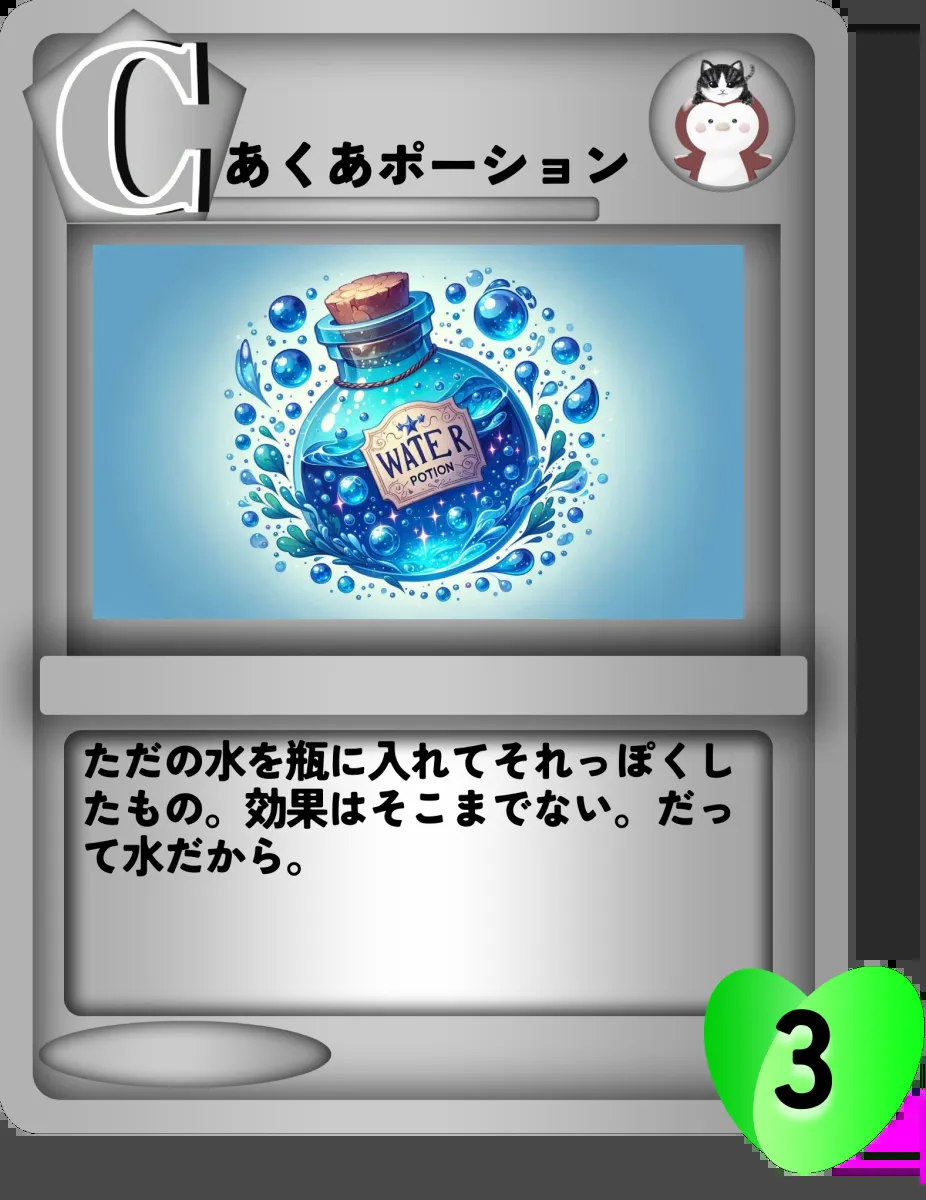 C
あくあポーション
WATER
POTION
ただの水を瓶に入れてそれっぽくし
たもの。効果はそこまでない。だっ
て水だから。
3